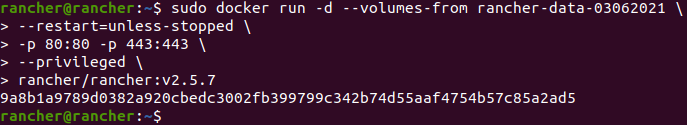 rancher@rancher:~$ sudo docker run -d --volumes-from rancher-data-03062021 \
> --restart=unless-stopped \
> -p 80:80 -p 443:443 \
> --privileged \
> rancher/rancher:v2.5.7
9a8b1a9789d0382a920cbedc3002fb399799c342b74d55aaf4754b57c85a2ad5
rancher@rancher:~$